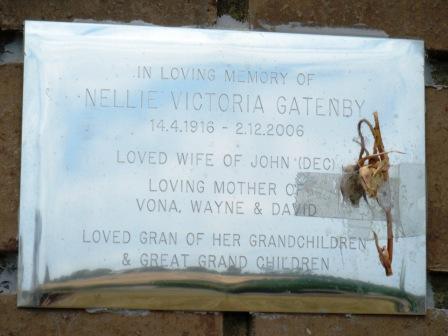 IN LOVING MEMORY OF
NELLIE VICTORIA GATENBY
14.4.1916 - 2.12.2006
LOVED WIFE OF JOHN (DEC)
LOVING MOTHER OF
VONA, WAYNE & DAVID
LOVED GRAN OF HER GRANDCHILDREN
& GREAT GRAND CHILDREN